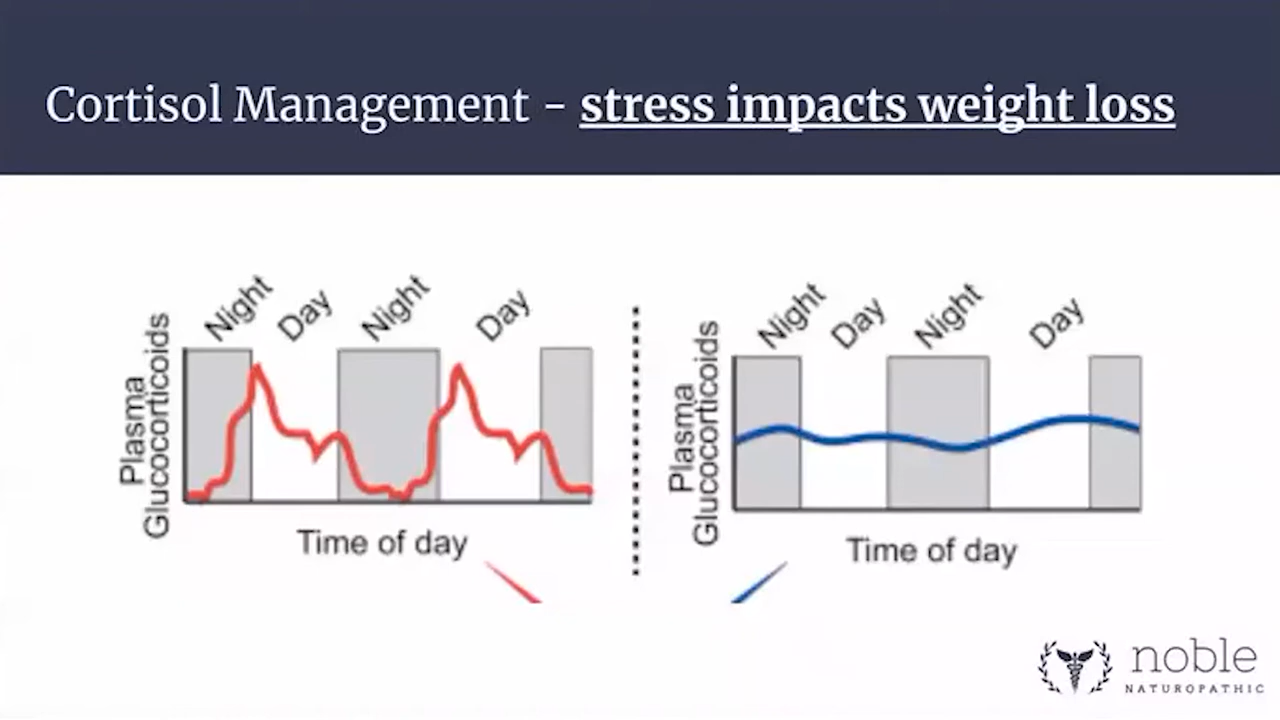 Cortisol Management - stress impacts weight loss
Night
Day
Night
Day
Plasma
Glucocorticoids
Time of day
Night
Day
Night
Day
Plasma
Glucocorticoids
Time of day
noble
NATUROPATHIC